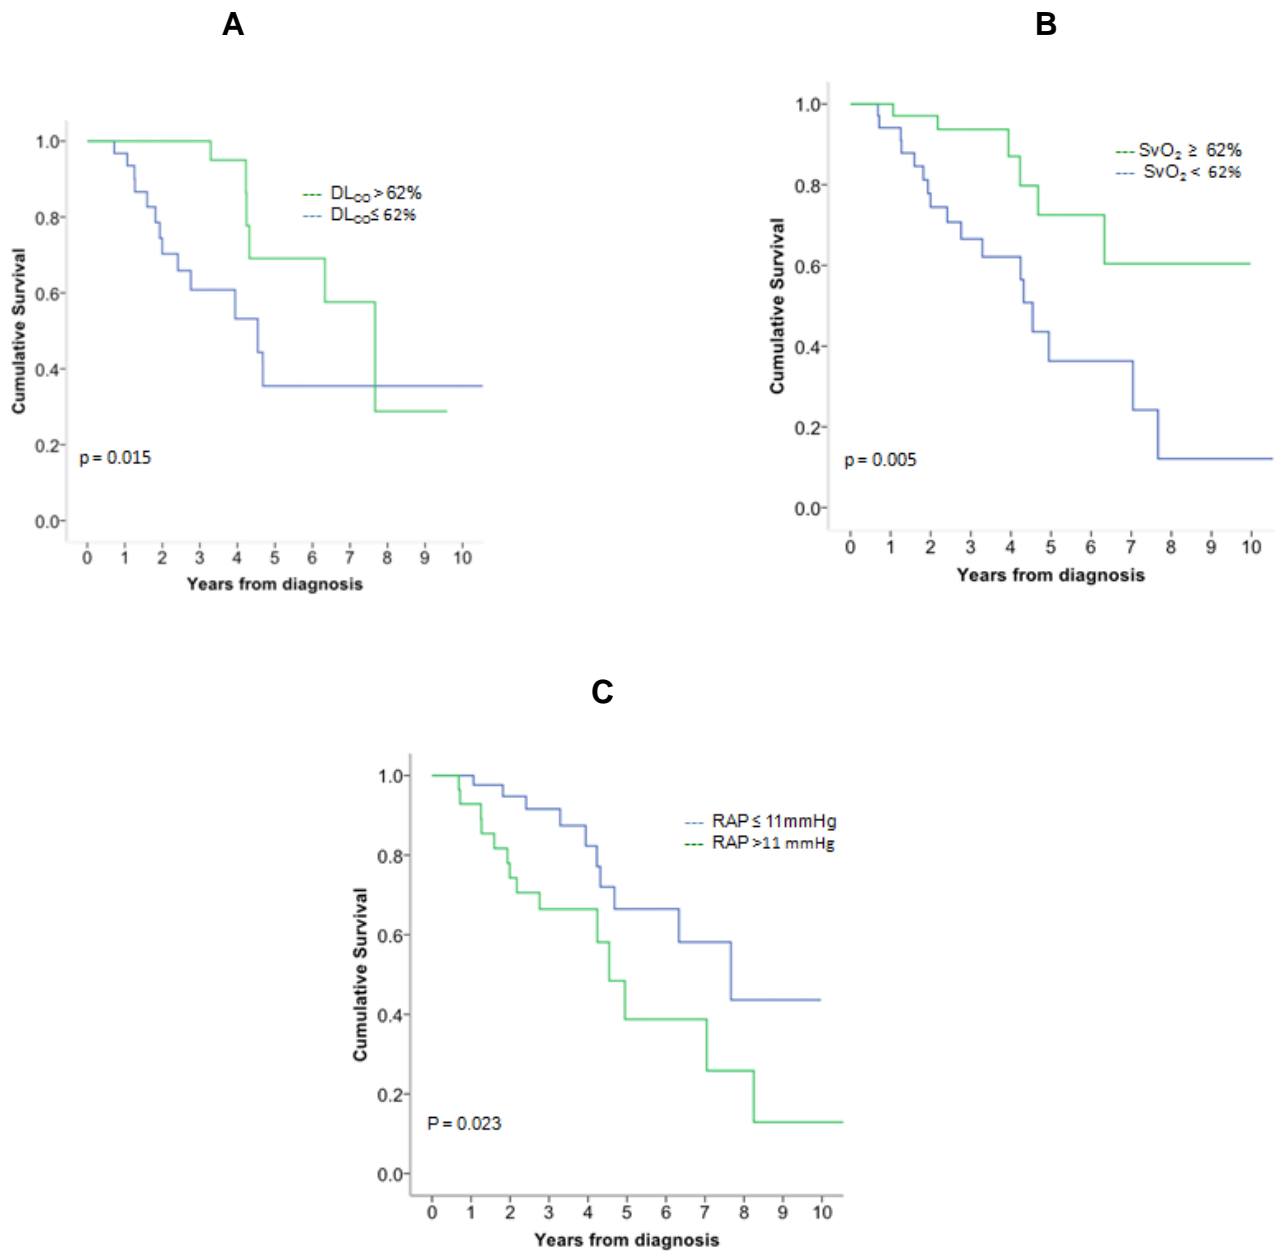 A
B
1.0
0.8
0.6
0.4
0.2
0.0
Cumulative Survival
DLCO > 62%
DLCO ≤ 62%
p = 0.015
0 1 2 3 4 5 6 7 8 9 10
Years from diagnosis
1.0
0.8
0.6
0.4
0.2
0.0
Cumulative Survival
SvO2 ≥ 62%
SvO2 < 62%
p = 0.005
0 1 2 3 4 5 6 7 8 9 10
Years from diagnosis
C
1.0
0.8
0.6
0.4
0.2
0.0
Cumulative Survival
RAP ≤ 11mmHg
RAP >11 mmHg
P = 0.023
0 1 2 3 4 5 6 7 8 9 10
Years from diagnosis